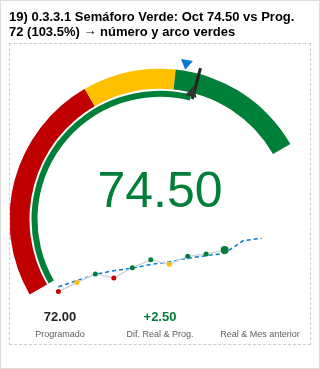 19) 0.3.3.1 Semáforo Verde: Oct 74.50 vs Prog.
72 (103.5%) → número y arco verdes
74.50
72.00 +2.50
Programado Dif. Real & Prog. Real & Mes anterior